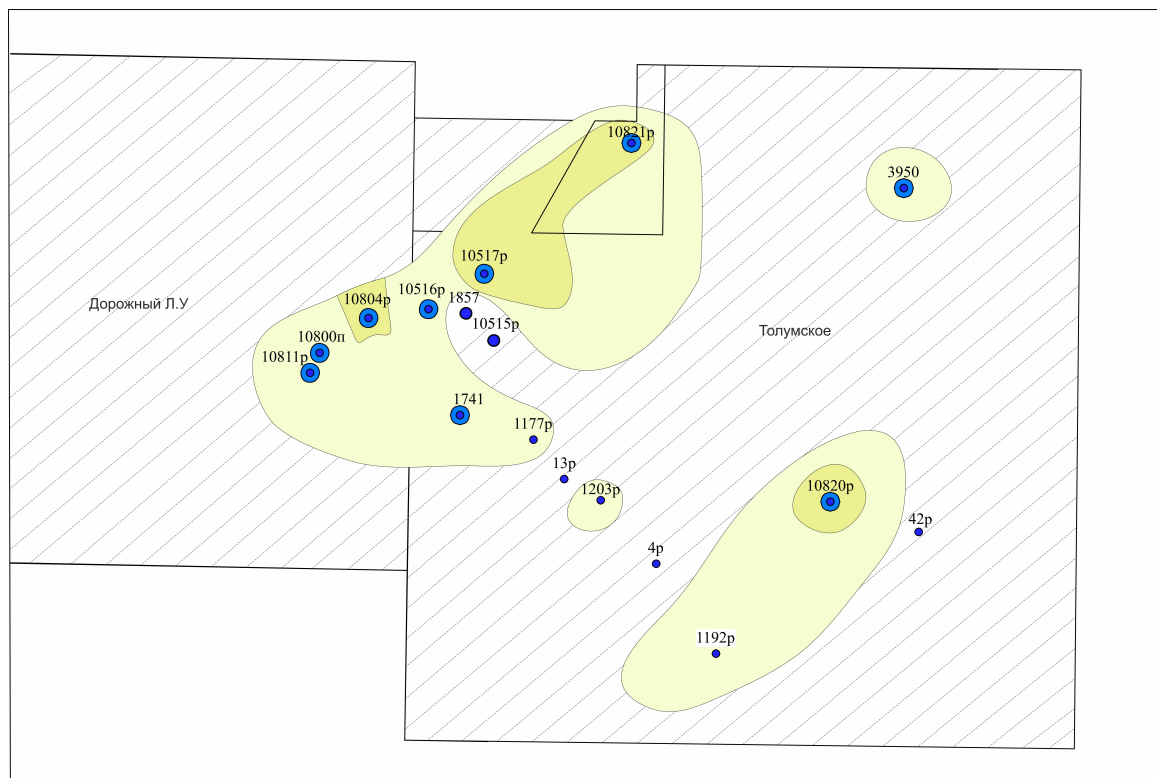 10821р
3950
10517р
10516р
1857
10804р
Дорожный Л.У
10515р
Толумское
10800п
10811р
1741
1177р
13р
1203р
10820р
42р
4р
1192р